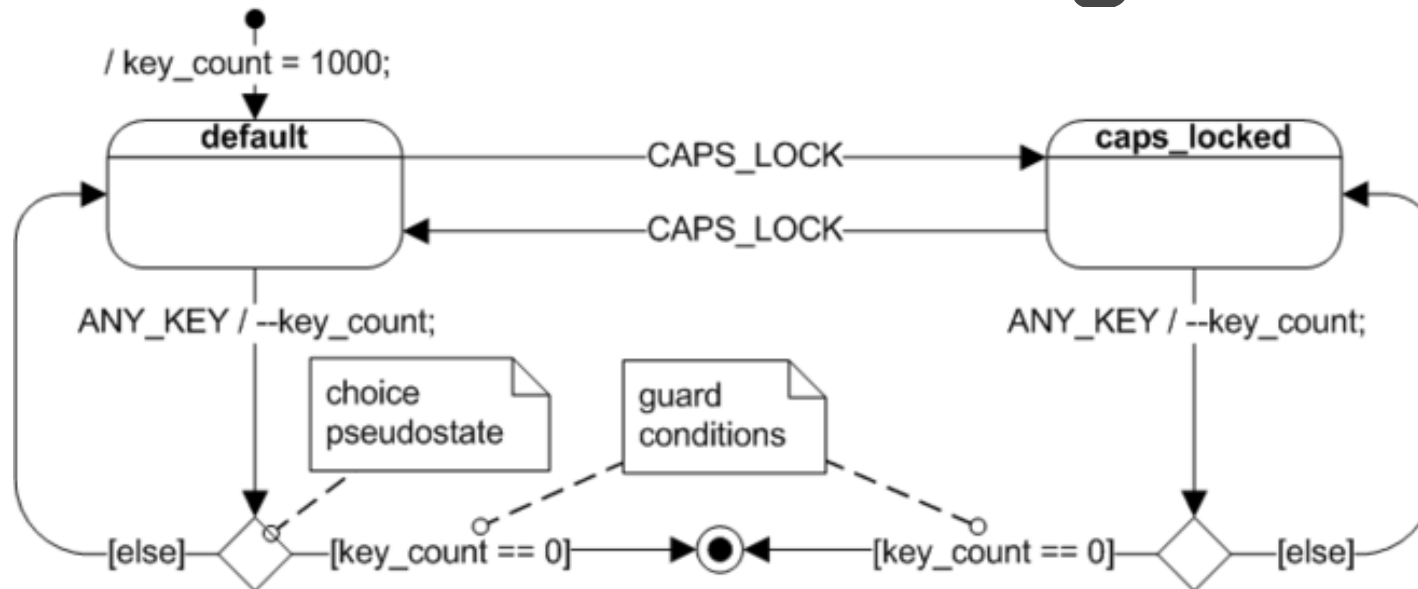 / key_count = 1000;
default
caps_locked
CAPS_LOCK
CAPS_LOCK
ANY_KEY / --key_count;
ANY_KEY / --key_count;
choice
pseudostate
guard
conditions
[else]
[key_count == 0]
[key_count == 0]
[else]